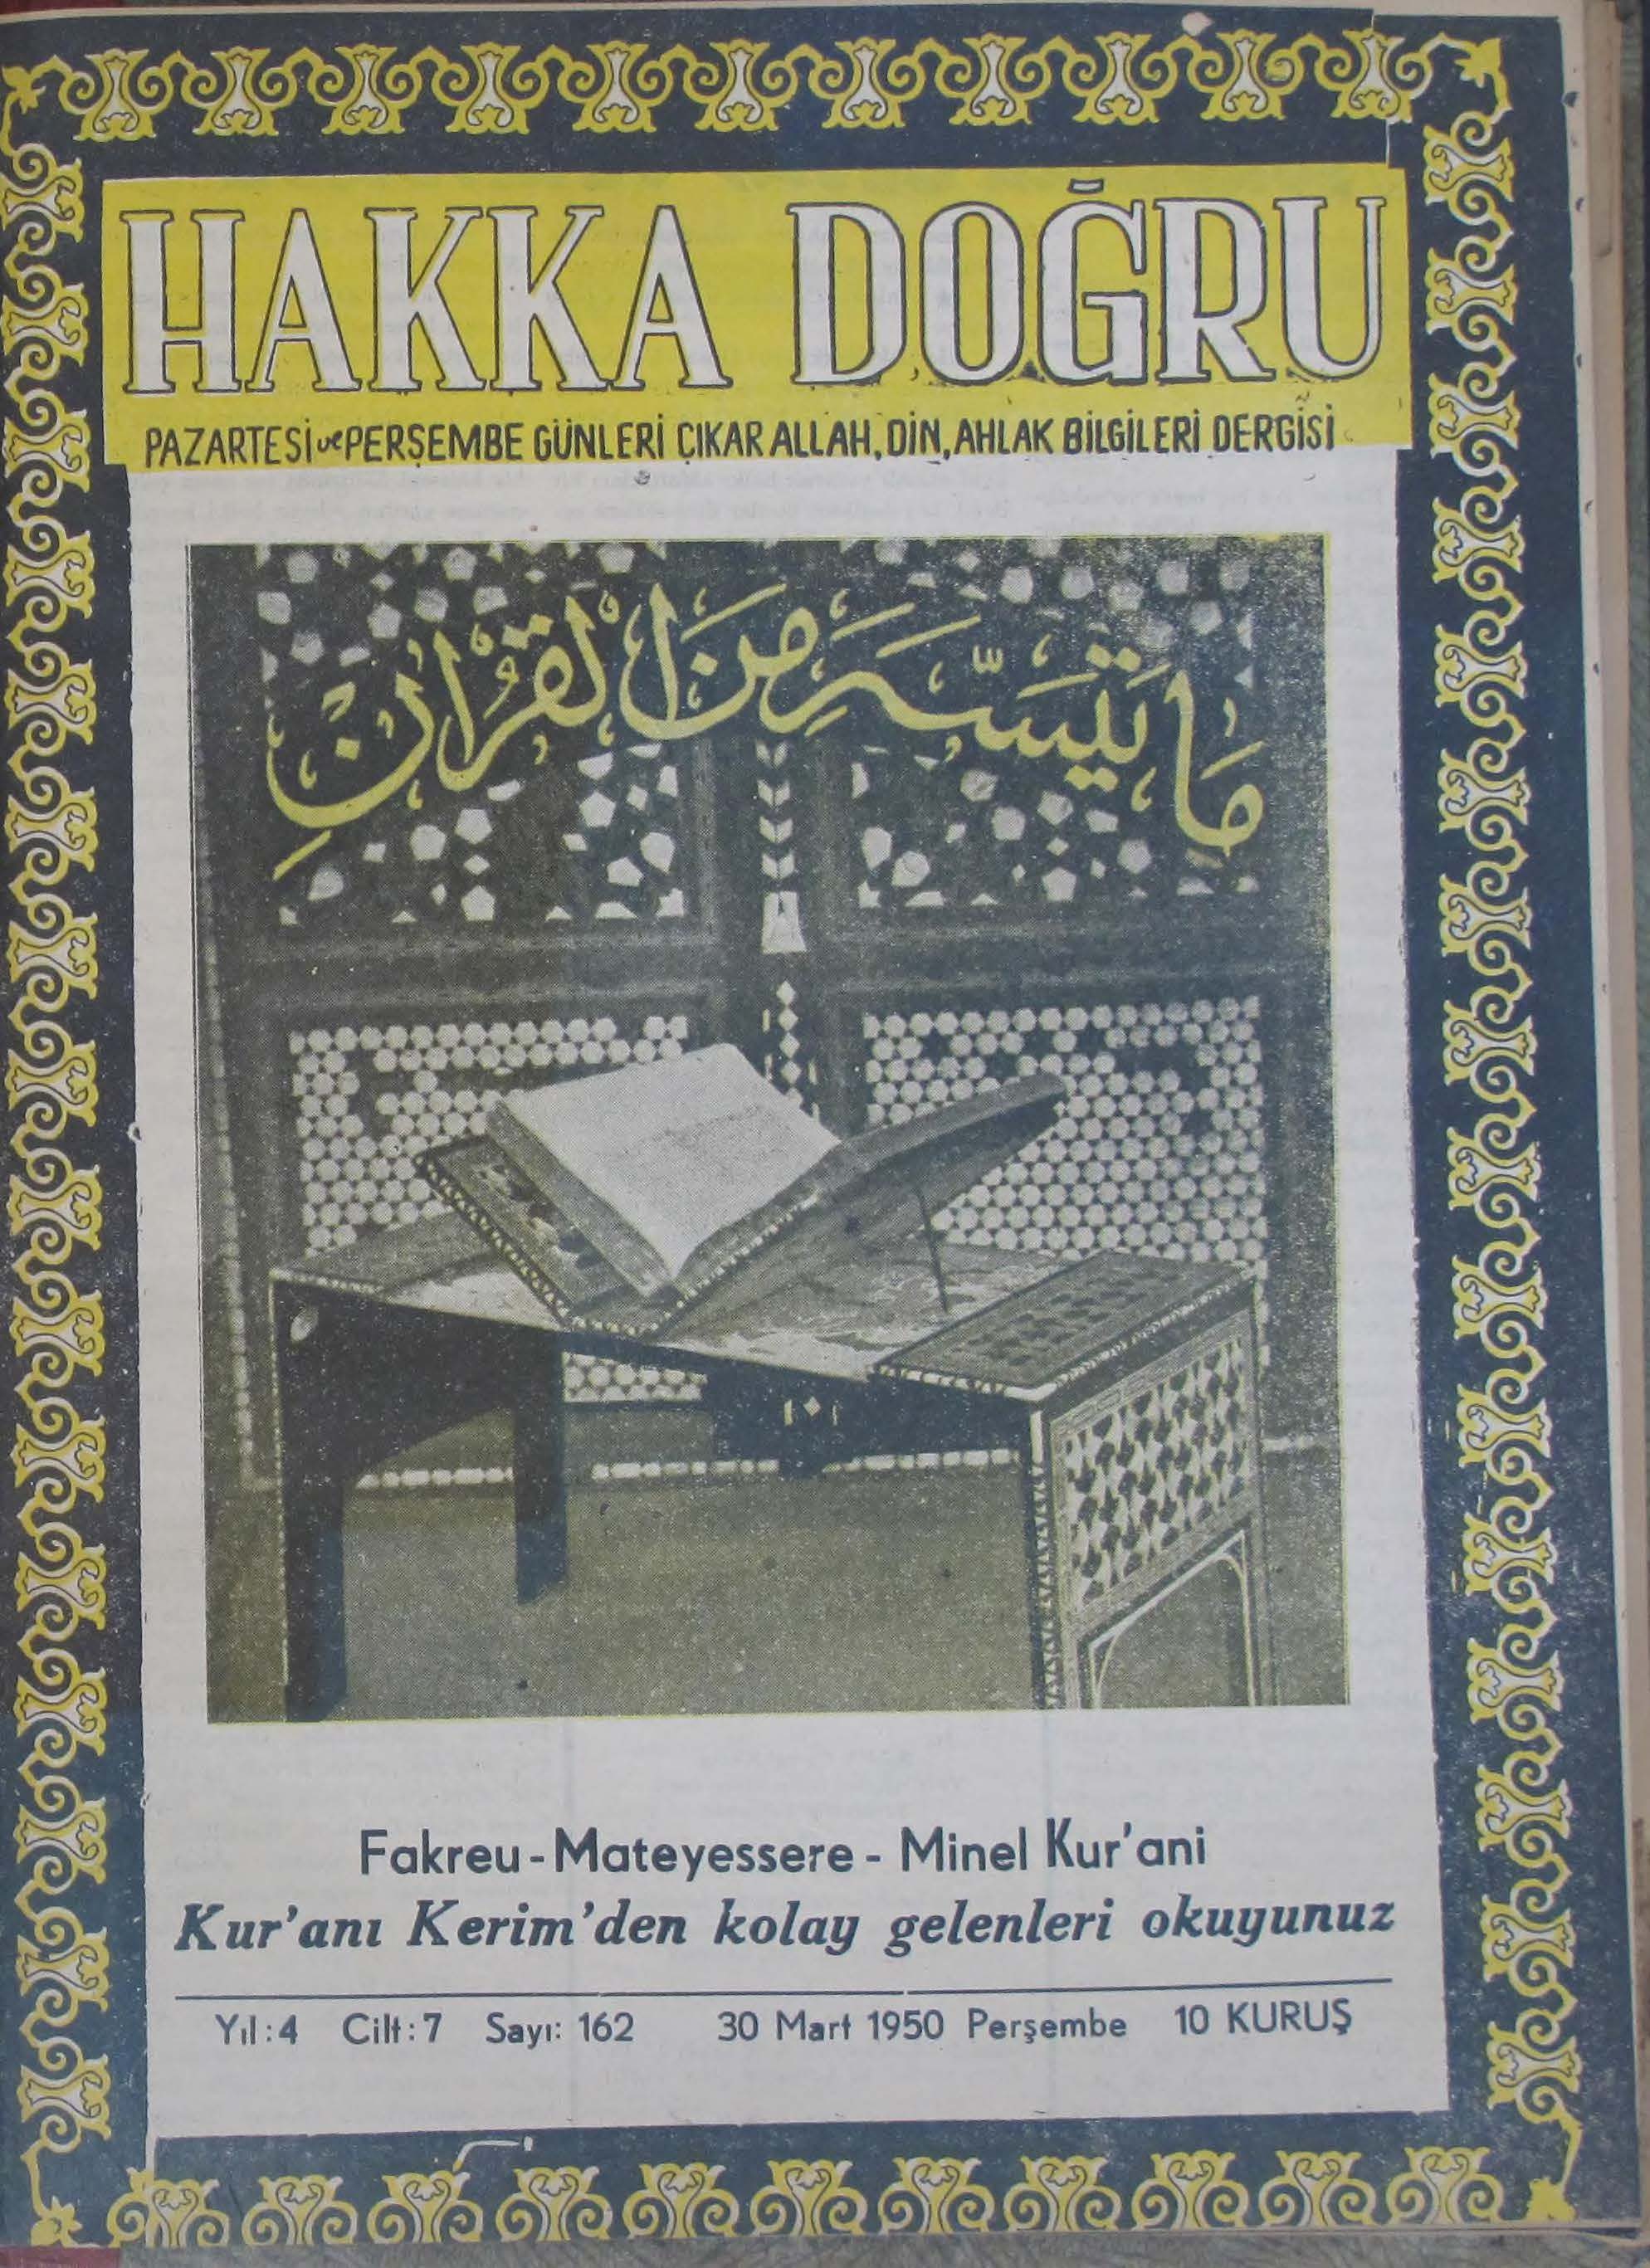 HAKKA DOĞRU
PAZARTESİ ve PERŞEMBE GÜNLERİ ÇIKAR ALLAH, DİN, AHLAK BİLGİLERİ DERGİSİ
مَا تَيَسَّرَ مِنَ الْقُرْاٰنِ
Fakreu - Mateyessere - Minel Kur'ani
Kur'anı Kerim'den kolay gelenleri okuyunuz
Yıl : 4 Cilt : 7 Sayı: 162 30 Mart 1950 Perşembe 10 KURUŞ